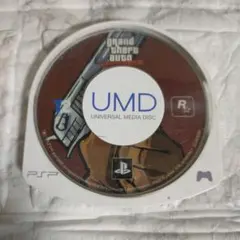 grand
theft
auto
UMD
UNIVERSAL MEDIA DISC
R
PSP